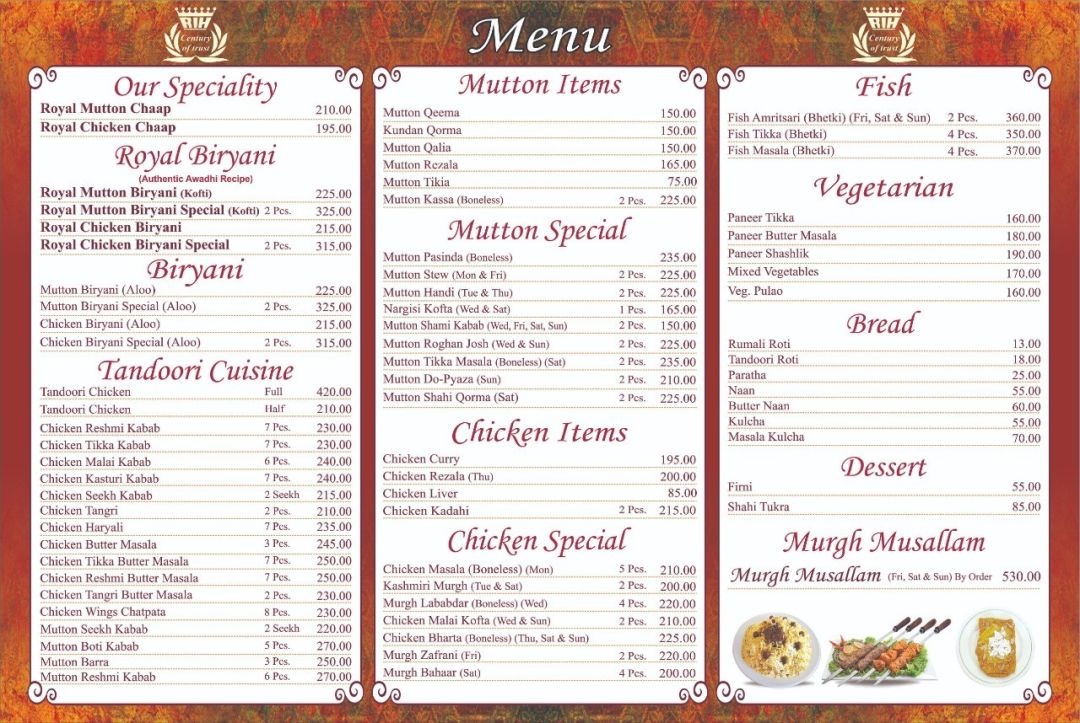 RIH
Century
of trust
Menu
RIH
Century
of trust
Our Speciality
Royal Mutton Chaap 210.00
Royal Chicken Chaap 195.00
Royal Biryani
(Authentic Awadhi Recipe)
Royal Mutton Biryani (Kofti) 225.00
Royal Mutton Biryani Special (Kofti) 2 Pcs. 325.00
Royal Chicken Biryani 215.00
Royal Chicken Biryani Special 2 Pcs. 315.00
Biryani
Mutton Biryani (Aloo) 225.00
Mutton Biryani Special (Aloo) 2 Pcs. 325.00
Chicken Biryani (Aloo) 215.00
Chicken Biryani Special (Aloo) 2 Pcs. 315.00
Tandoori Cuisine
Tandoori Chicken Full 420.00
Tandoori Chicken Half 210.00
Chicken Reshmi Kabab 7 Pcs. 230.00
Chicken Tikka Kabab 7 Pcs. 230.00
Chicken Malai Kabab 6 Pcs. 240.00
Chicken Kasturi Kabab 7 Pcs. 240.00
Chicken Seekh Kabab 2 Seekh 215.00
Chicken Tangri 2 Pcs. 210.00
Chicken Haryali 7 Pcs. 235.00
Chicken Butter Masala 3 Pcs. 245.00
Chicken Tikka Butter Masala 7 Pcs. 250.00
Chicken Reshmi Butter Masala 7 Pcs. 250.00
Chicken Tangri Butter Masala 2 Pcs. 230.00
Chicken Wings Chatpata 8 Pcs. 230.00
Mutton Seekh Kabab 2 Seekh 220.00
Mutton Boti Kabab 5 Pcs. 270.00
Mutton Barra 3 Pcs. 250.00
Mutton Reshmi Kabab 6 Pcs. 270.00
Mutton Items
Mutton Qeema 150.00
Kundan Qorma 150.00
Mutton Qalia 150.00
Mutton Rezala 165.00
Mutton Tikia 75.00
Mutton Kassa (Boneless) 2 Pcs. 225.00
Mutton Special
Mutton Pasinda (Boneless) 235.00
Mutton Stew (Mon & Fri) 2 Pcs. 225.00
Mutton Handi (Tue & Thu) 2 Pcs. 225.00
Nargisi Kofta (Wed & Sat) 1 Pcs. 165.00
Mutton Shami Kabab (Wed, Fri, Sat, Sun) 2 Pcs. 150.00
Mutton Roghan Josh (Wed & Sun) 2 Pcs. 225.00
Mutton Tikka Masala (Boneless) (Sat) 2 Pcs. 235.00
Mutton Do-Pyaza (Sun) 2 Pcs. 210.00
Mutton Shahi Qorma (Sat) 2 Pcs. 225.00
Chicken Items
Chicken Curry 195.00
Chicken Rezala (Thu) 200.00
Chicken Liver 85.00
Chicken Kadahi 2 Pcs. 215.00
Chicken Special
Chicken Masala (Boneless) (Mon) 5 Pcs. 210.00
Kashmiri Murgh (Tue & Sat) 2 Pcs. 200.00
Murgh Lababdar (Boneless) (Wed) 4 Pcs. 220.00
Chicken Malai Kofta (Wed & Sun) 2 Pcs. 210.00
Chicken Bharta (Boneless) (Thu, Sat & Sun) 225.00
Murgh Zafrani (Fri) 2 Pcs. 220.00
Murgh Bahaar (Sat) 4 Pcs. 200.00
Fish
Fish Amritsari (Bhetki) (Fri, Sat & Sun) 2 Pcs. 360.00
Fish Tikka (Bhetki) 4 Pcs. 350.00
Fish Masala (Bhetki) 4 Pcs. 370.00
Vegetarian
Paneer Tikka 160.00
Paneer Butter Masala 180.00
Paneer Shashlik 190.00
Mixed Vegetables 170.00
Veg. Pulao 160.00
Bread
Rumali Roti 13.00
Tandoori Roti 18.00
Paratha 25.00
Naan 55.00
Butter Naan 60.00
Kulcha 55.00
Masala Kulcha 70.00
Dessert
Firni 55.00
Shahi Tukra 85.00
Murgh Musallam
Murgh Musallam (Fri, Sat & Sun) By Order 530.00